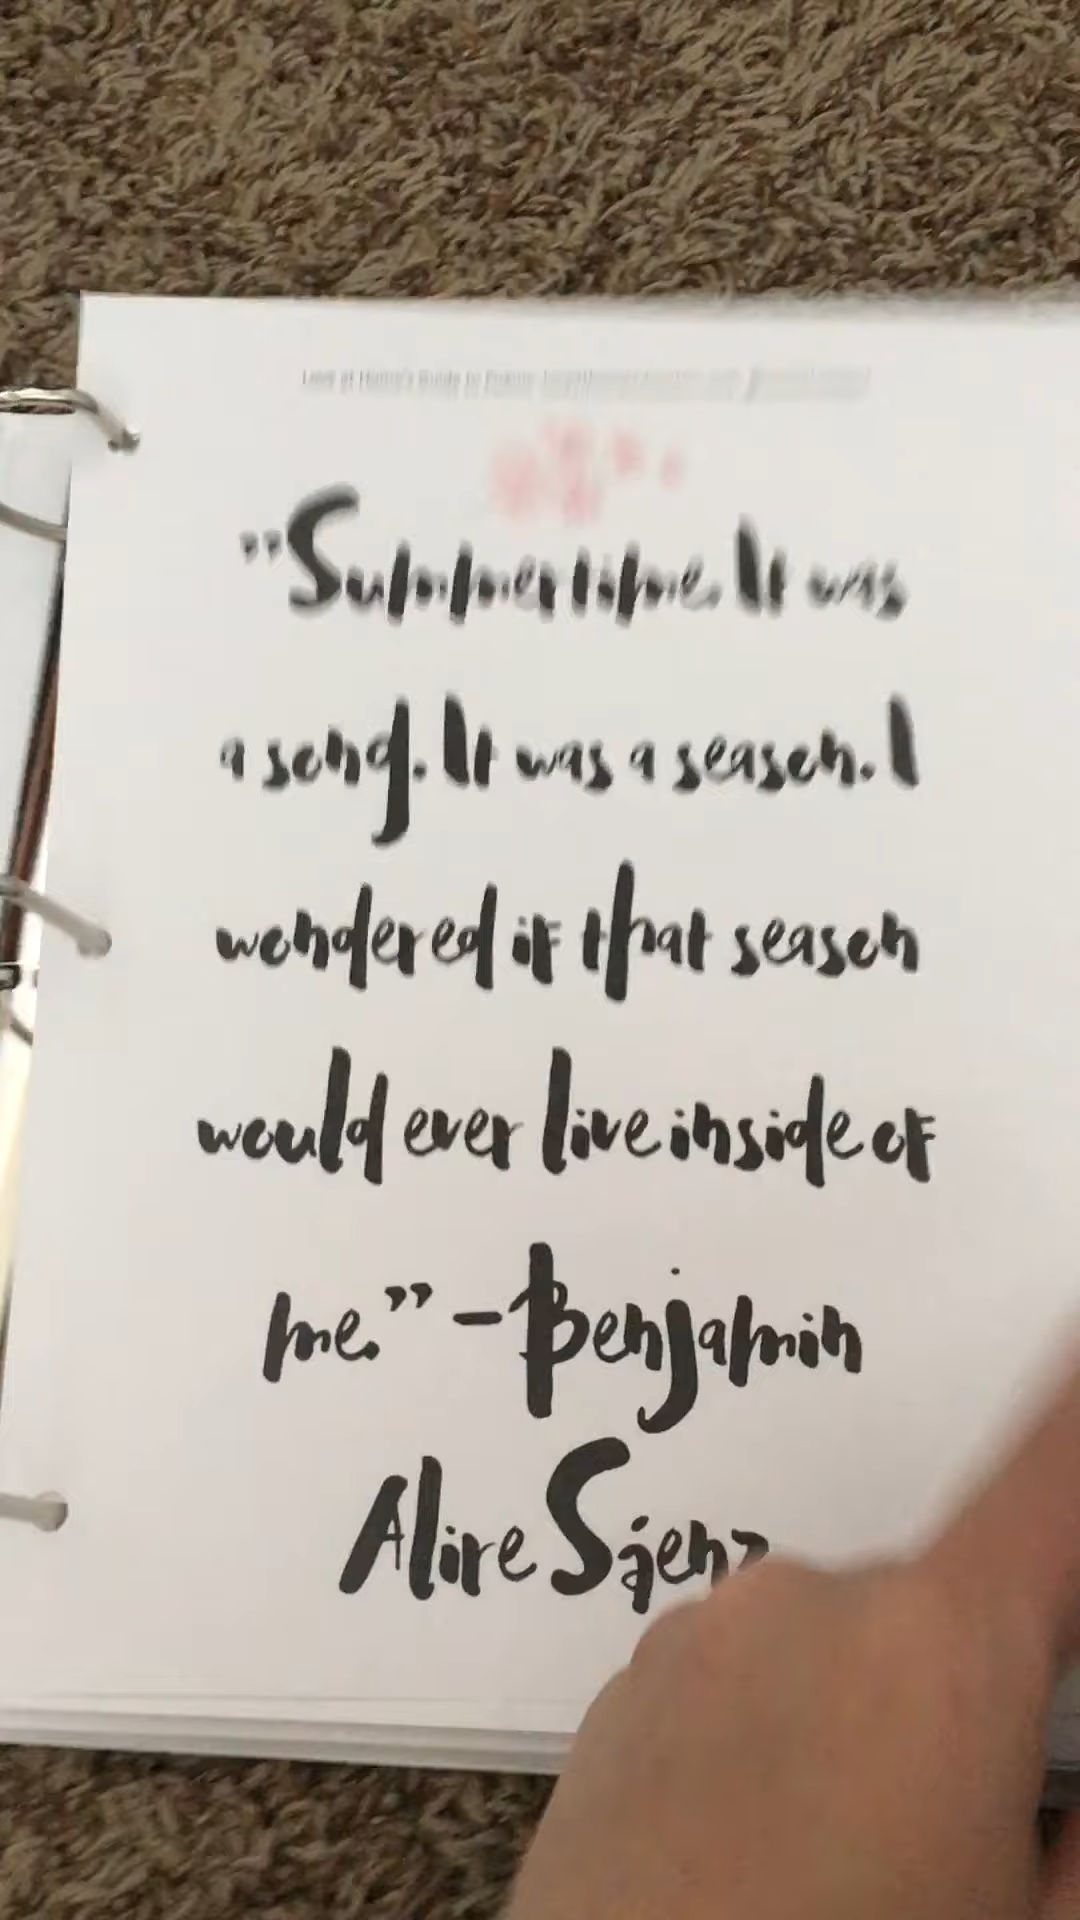 "Summertime. It was
a song. It was a season. I
wondered if that season
would ever live inside of
me." - Benjamin
Alire Sáenz